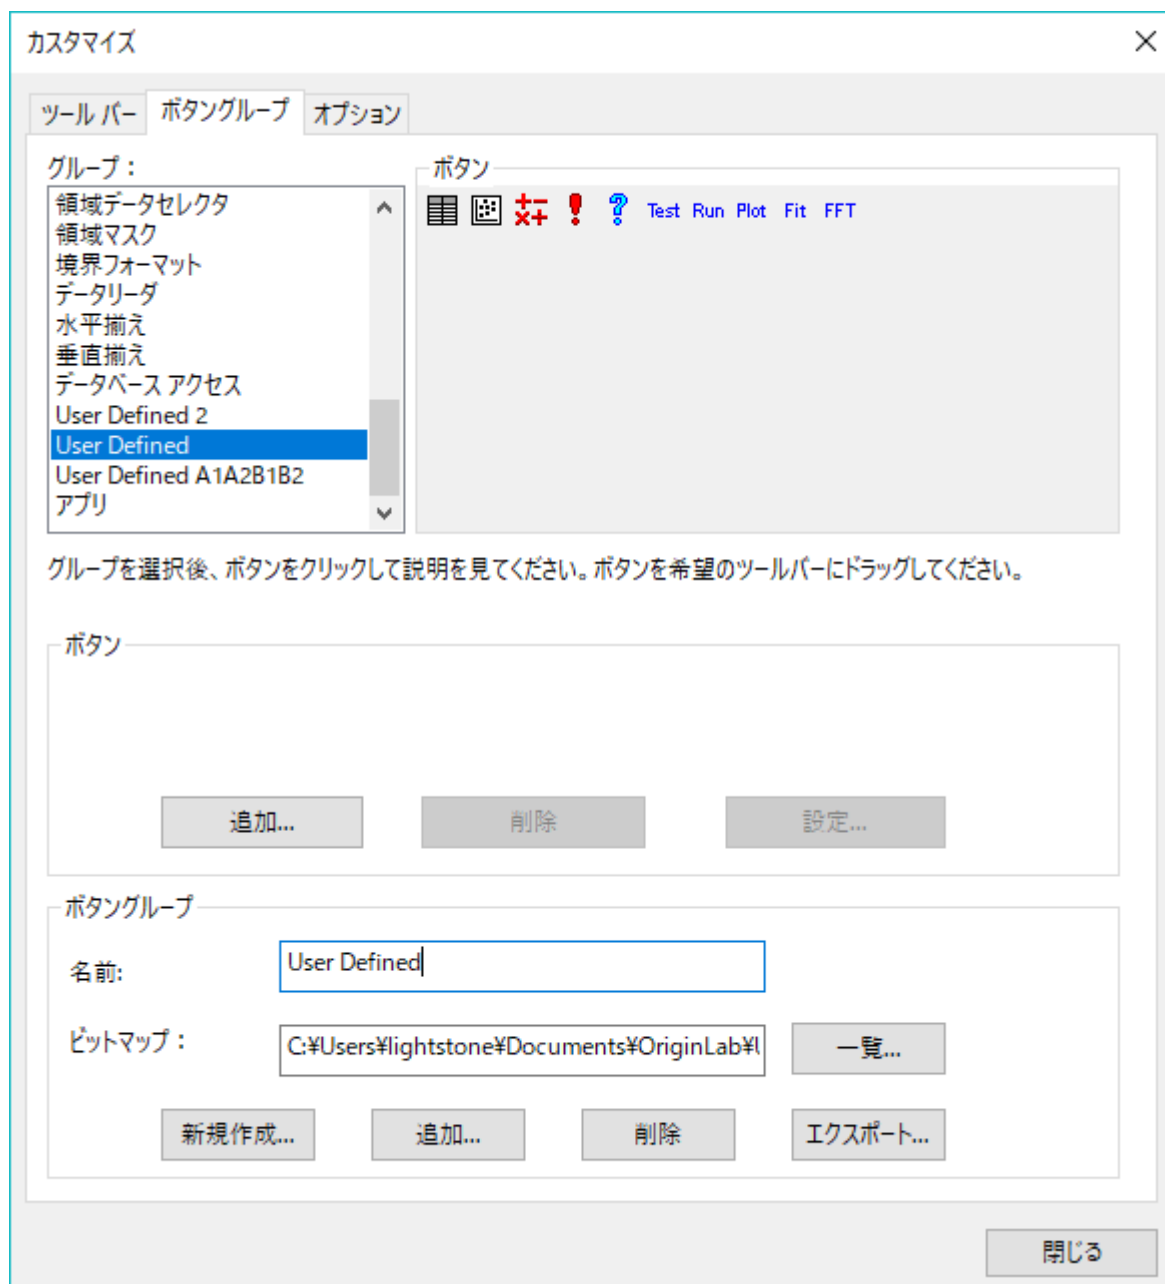 カスタマイズ
ツール バー ボタングループ オプション
グループ：
領域データセレクタ
領域マスク
境界フォーマット
データリーダ
水平揃え
垂直揃え
データベース アクセス
User Defined 2
User Defined
User Defined A1A2B1B2
アプリ
ボタン
Test Run Plot Fit FFT
グループを選択後、ボタンをクリックして説明を見てください。ボタンを希望のツールバーにドラッグしてください。
ボタン
追加... 削除 設定...
ボタングループ
名前: User Defined
ビットマップ： C:¥Users¥lightstone¥Documents¥OriginLab¥ 一覧...
新規作成... 追加... 削除 エクスポート...
閉じる